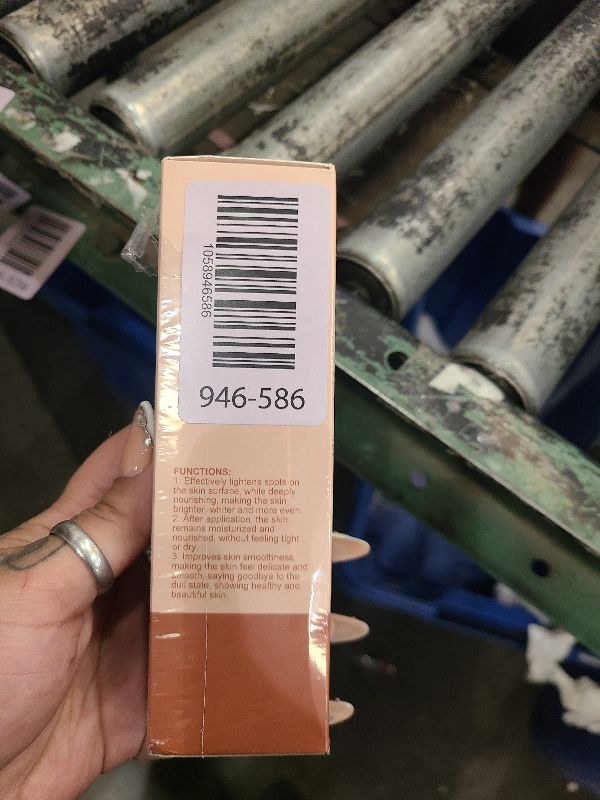 1058946586
946-586
FUNCTIONS:
1. Effectively lightens spots on
the skin surface, while deeply
nourishing, making the skin
brighter, whiter and more even.
2. After application, the skin
remains moisturized and
nourished, without feeling tight
or dry.
3. Improves skin smoothness,
making the skin feel delicate and
smooth, saying goodbye to the
dull state, showing healthy and
beautiful skin.